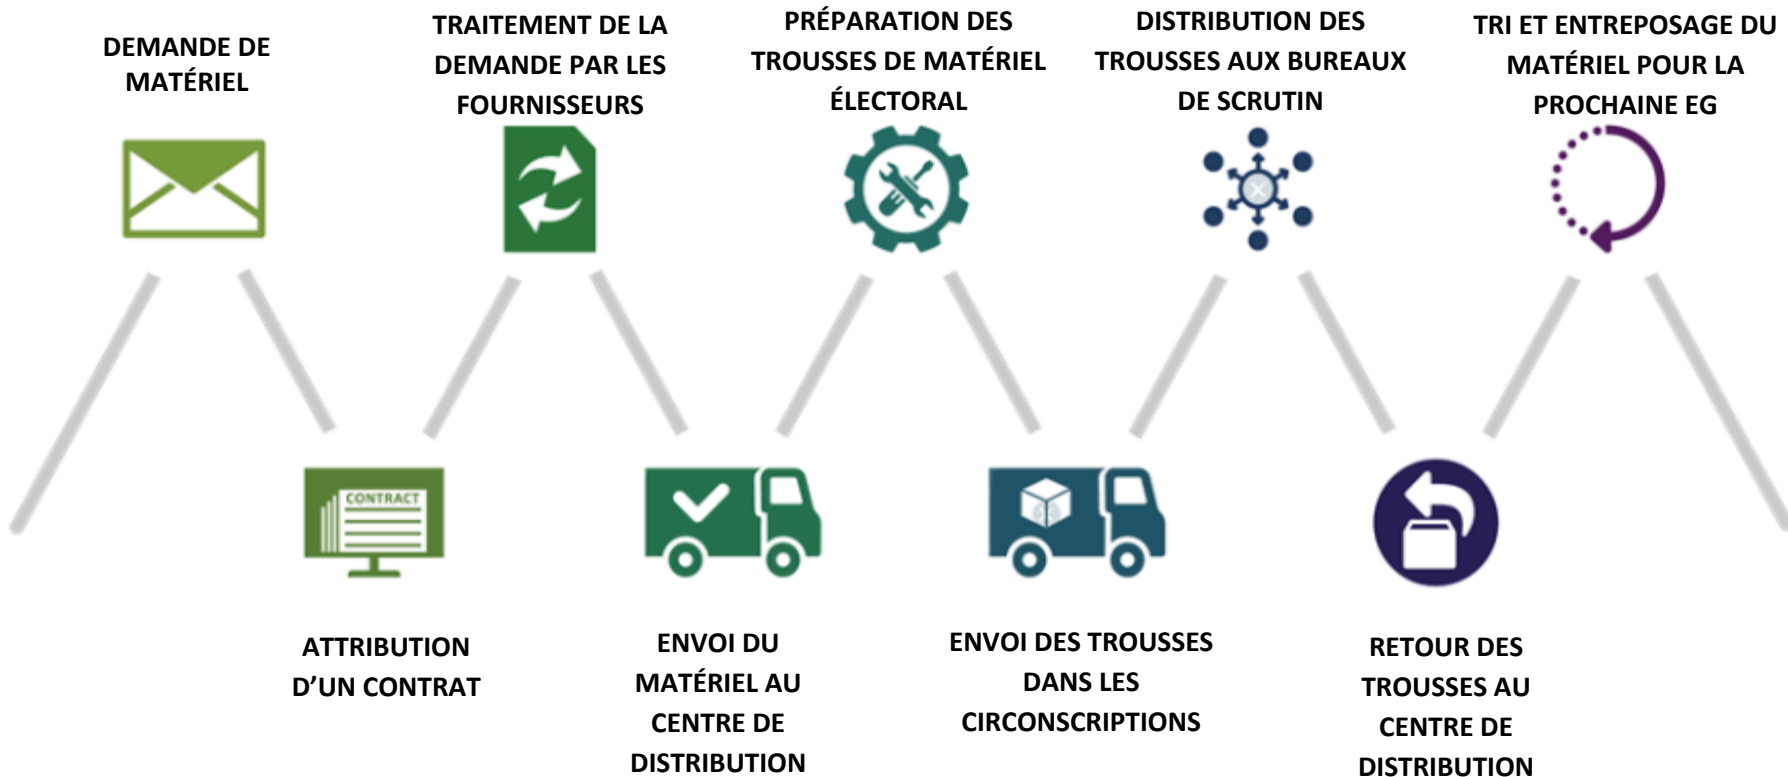 DEMANDE DE
MATÉRIEL
CONTRACT
ATTRIBUTION
D’UN CONTRAT
TRAITEMENT DE LA
DEMANDE PAR LES
FOURNISSEURS
ENVOI DU
MATÉRIEL AU
CENTRE DE
DISTRIBUTION
PRÉPARATION DES
TROUSSES DE MATÉRIEL
ÉLECTORAL
ENVOI DES TROUSSES
DANS LES
CIRCONSCRIPTIONS
DISTRIBUTION DES
TROUSSES AUX BUREAUX
DE SCRUTIN
RETOUR DES
TROUSSES AU
CENTRE DE
DISTRIBUTION
TRI ET ENTREPOSAGE DU
MATÉRIEL POUR LA
PROCHAINE EG